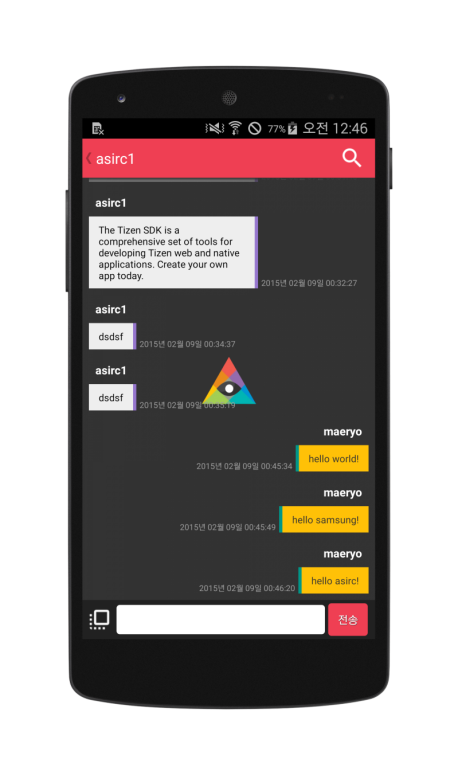 77% 오전 12:46
asirc1
asirc1
The Tizen SDK is a
comprehensive set of tools for
developing Tizen web and native
applications. Create your own
app today.
2015년 02월 09일 00:32:27
asirc1
dsdsf
2015년 02월 09일 00:34:37
asirc1
dsdsf
2015년 02월 09일 00:35:19
maeryo
hello world!
2015년 02월 09일 00:45:34
maeryo
hello samsung!
2015년 02월 09일 00:45:49
maeryo
hello asirc!
2015년 02월 09일 00:46:20
전송